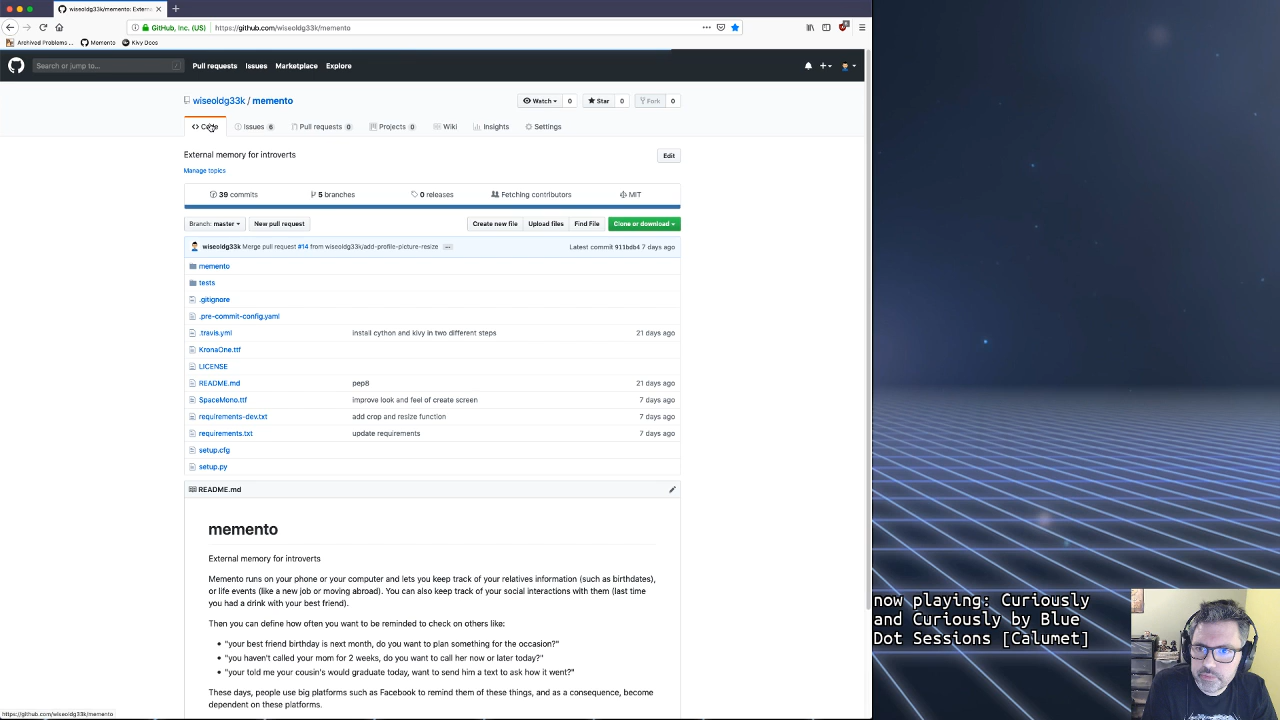 wiseoldg33k/memento: Extern
GitHub, Inc. (US) https://github.com/wiseoldg33k/memento
Archived Problems ... Memento Kivy Docs
Search or jump to... / Pull requests Issues Marketplace Explore
wiseoldg33k / memento Watch 0 Star 0 Fork 0
Code Issues 6 Pull requests 0 Projects 0 Wiki Insights Settings
External memory for introverts Edit
Manage topics
39 commits 5 branches 0 releases Fetching contributors MIT
Branch: master New pull request Create new file Upload files Find File Clone or download
wiseoldg33k Merge pull request #14 from wiseoldg33k/add-profile-picture-resize ... Latest commit 911bdb4 7 days ago
memento
tests
.gitignore
.pre-commit-config.yaml
.travis.yml install cython and kivy in two different steps 21 days ago
KronaOne.ttf
LICENSE
README.md pep8 21 days ago
SpaceMono.ttf improve look and feel of create screen 7 days ago
requirements-dev.txt add crop and resize function 7 days ago
requirements.txt update requirements 7 days ago
setup.cfg
setup.py
README.md
memento
External memory for introverts
Memento runs on your phone or your computer and lets you keep track of your relatives information (such as birthdates),
or life events (like a new job or moving abroad). You can also keep track of your social interactions with them (last time
you had a drink with your best friend).
Then you can define how often you want to be reminded to check on others like:
"your best friend birthday is next month, do you want to plan something for the occasion?"
"you haven't called your mom for 2 weeks, do you want to call her now or later today?"
"your told me your cousin's would graduate today, want to send him a text to ask how it went?"
These days, people use big platforms such as Facebook to remind them of these things, and as a consequence, become
dependent on these platforms.
https://github.com/wiseoldg33k/memento
now playing: Curiously
and Curiously by Blue
Dot Sessions [Calumet]